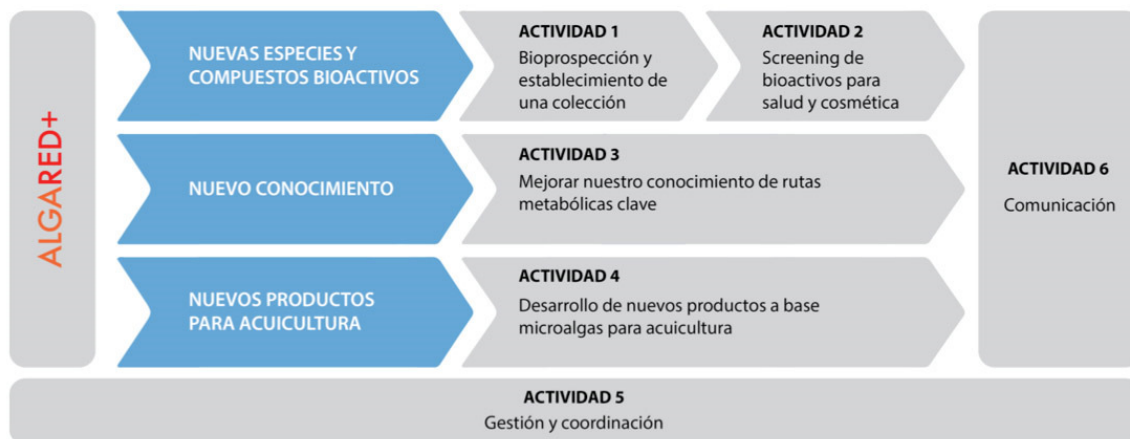 ALGARED+
NUEVAS ESPECIES Y
COMPUESTOS BIOACTIVOS
ACTIVIDAD 1
Bioprospección y
establecimiento de
una colección
ACTIVIDAD 2
Screening de
bioactivos para
salud y cosmética
NUEVO CONOCIMIENTO
ACTIVIDAD 3
Mejorar nuestro conocimiento de rutas
metabólicas clave
NUEVOS PRODUCTOS
PARA ACUICULTURA
ACTIVIDAD 4
Desarrollo de nuevos productos a base
microalgas para acuicultura
ACTIVIDAD 6
Comunicación
ACTIVIDAD 5
Gestión y coordinación